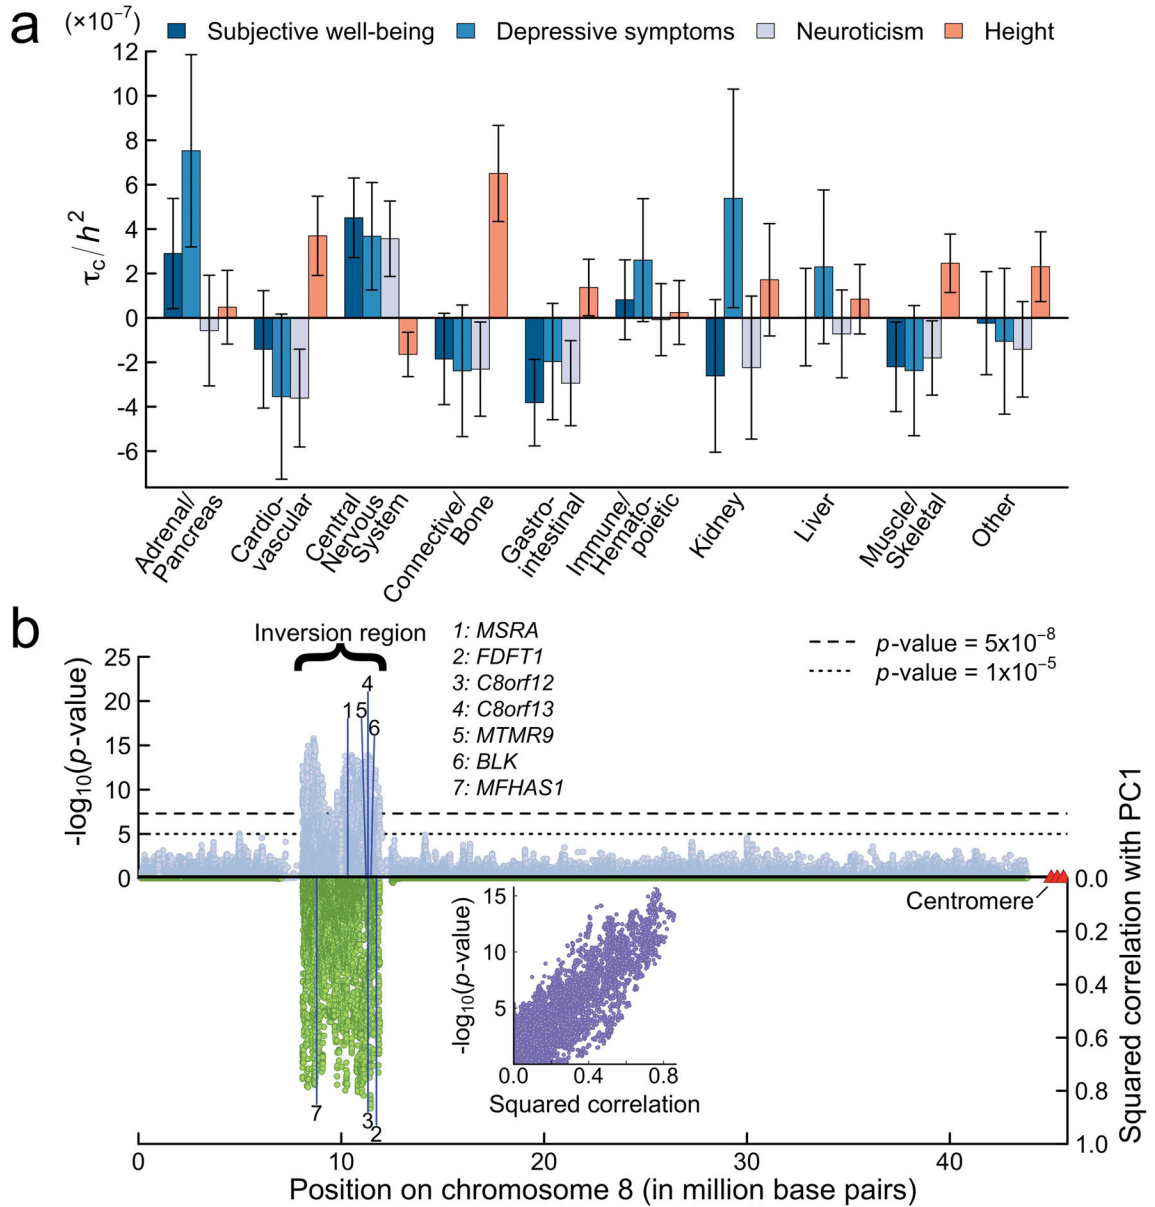 a
(×10⁻⁷)
Subjective well-being
Depressive symptoms
Neuroticism
Height
12
10
8
6
4
2
0
-2
-4
-6
τc/h²
Adrenal/
Pancreas
Cardio-
vascular
Central
Nervous
System
Connective/
Bone
Gastro-
intestinal
Immune/
Hemato-
poietic
Kidney
Liver
Muscle/
Skeletal
Other
b
Inversion region
1: MSRA
2: FDFT1
3: C8orf12
4: C8orf13
5: MTMR9
6: BLK
7: MFHAS1
p-value = 5x10⁻⁸
p-value = 1x10⁻⁵
25
20
15
10
5
0
-log₁₀(p-value)
4
1
5
6
7
3
2
Centromere
0.0
0.2
0.4
0.6
0.8
1.0
Squared correlation with PC1
15
10
5
-log₁₀(p-value)
0.0
0.4
0.8
Squared correlation
0
10
20
30
40
Position on chromosome 8 (in million base pairs)